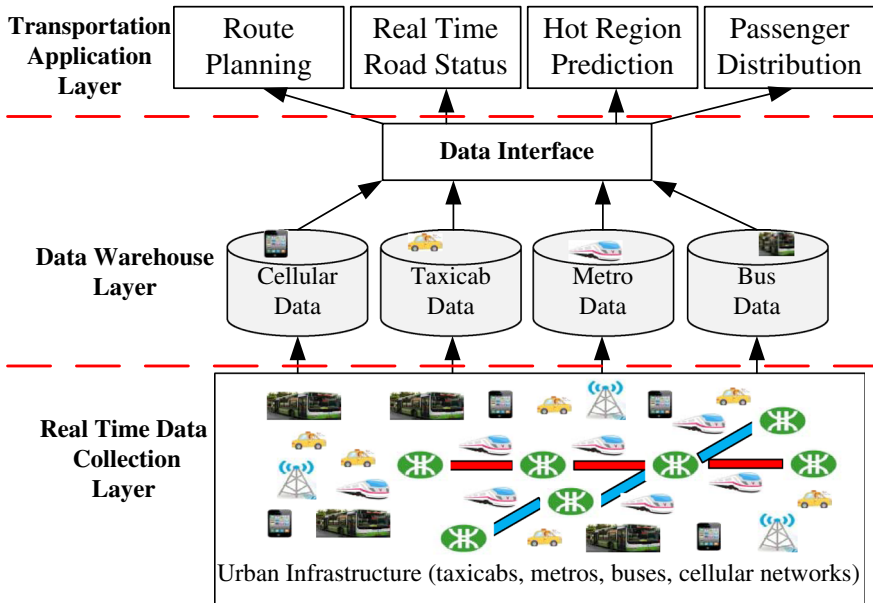 Transportation
Application
Layer
Route
Planning
Real Time
Road Status
Hot Region
Prediction
Passenger
Distribution
Data Interface
Data Warehouse
Layer
Cellular
Data
Taxicab
Data
Metro
Data
Bus
Data
Real Time Data
Collection
Layer
Urban Infrastructure (taxicabs, metros, buses, cellular networks)